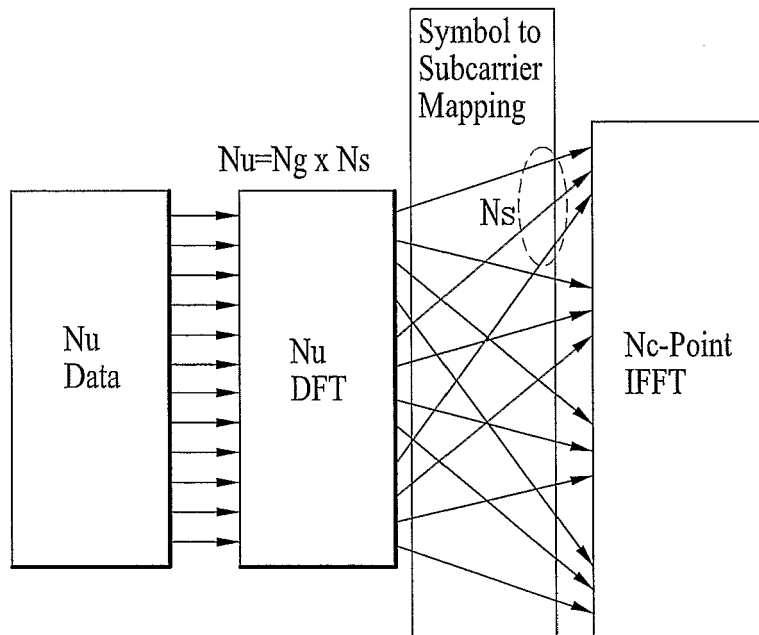 Symbol to
Subcarrier
Mapping
Nu=Ng x Ns
Ns
Nu
Data
Nu
DFT
Nc-Point
IFFT